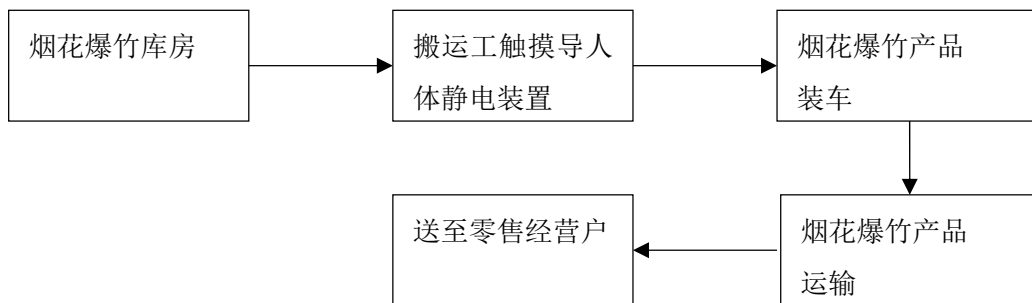 烟花爆竹库房
搬运工触摸导人
体静电装置
烟花爆竹产品
装车
烟花爆竹产品
运输
送至零售经营户